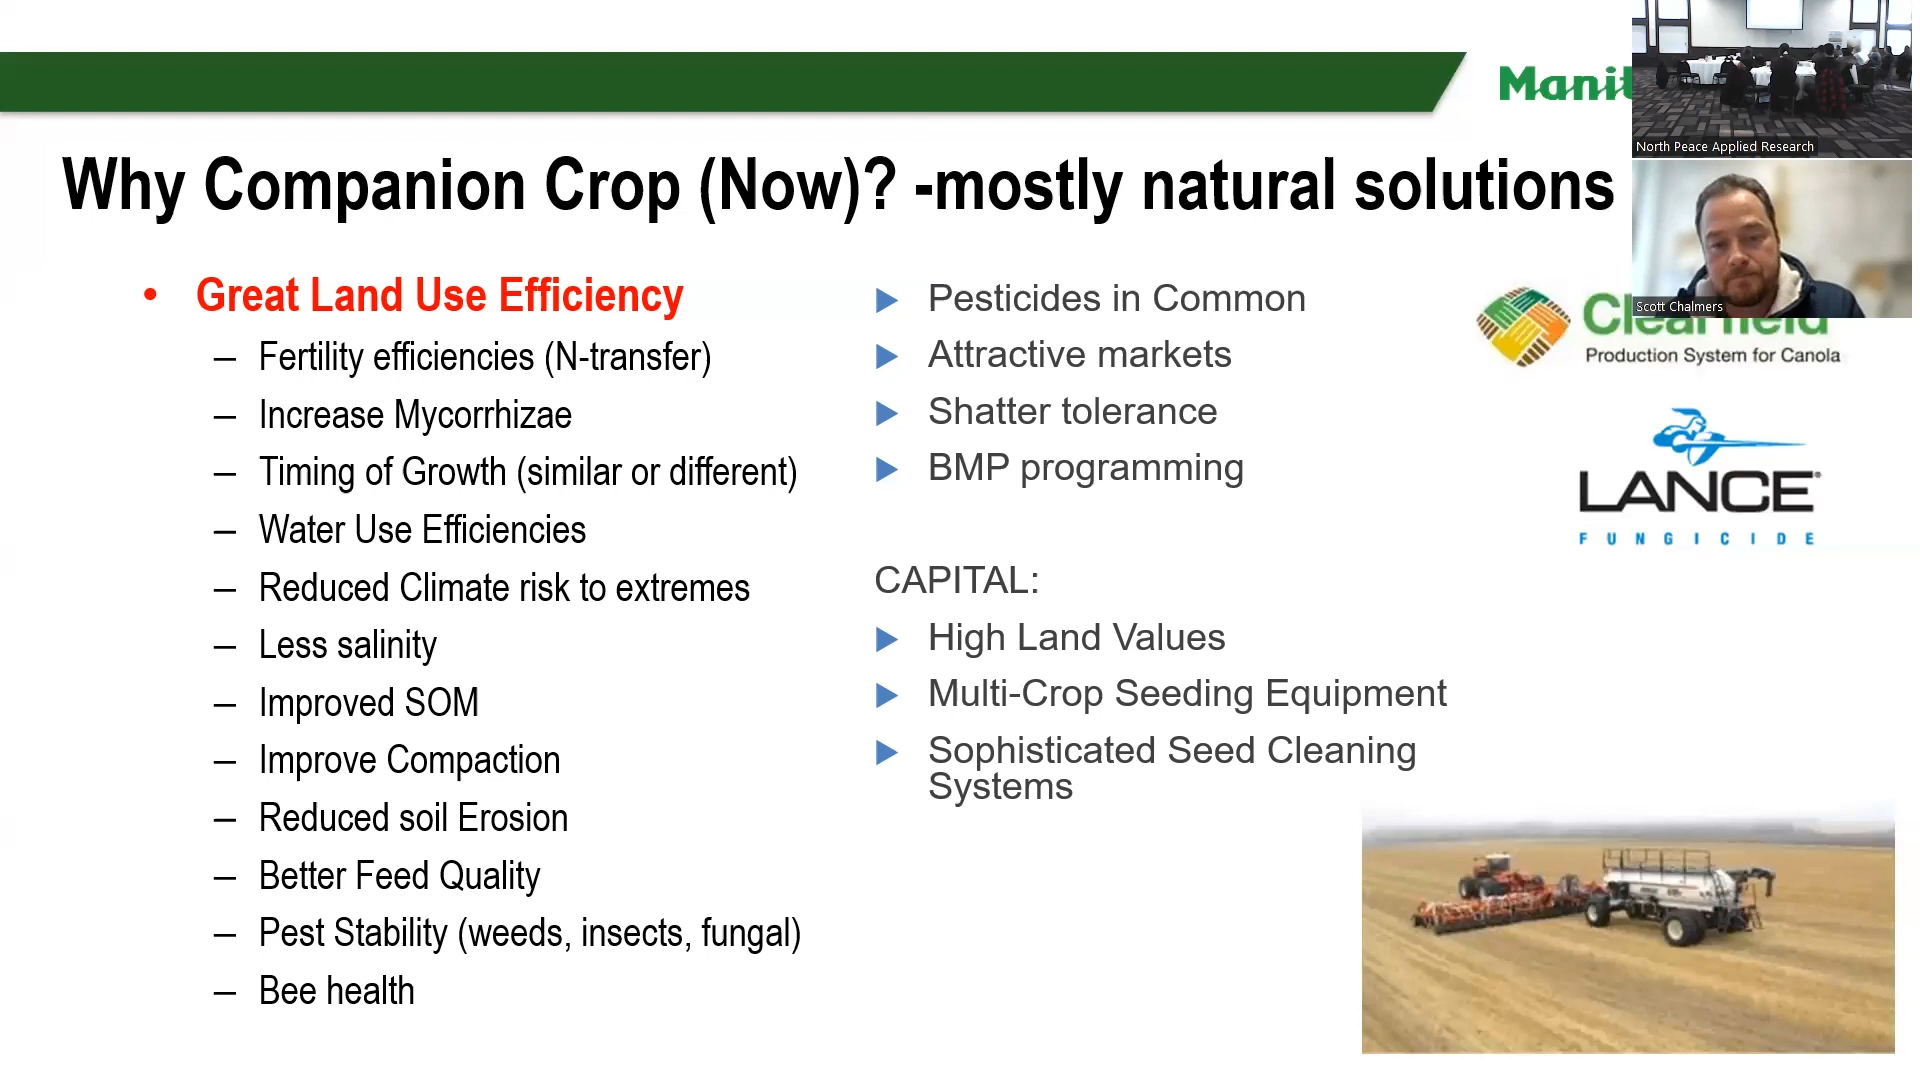 Manit
North Peace Applied Research
Why Companion Crop (Now)? -mostly natural solutions
Scott Chalmers
• Great Land Use Efficiency
– Fertility efficiencies (N-transfer)
– Increase Mycorrhizae
– Timing of Growth (similar or different)
– Water Use Efficiencies
– Reduced Climate risk to extremes
– Less salinity
– Improved SOM
– Improve Compaction
– Reduced soil Erosion
– Better Feed Quality
– Pest Stability (weeds, insects, fungal)
– Bee health
Pesticides in Common
Attractive markets
Shatter tolerance
BMP programming
CAPITAL:
High Land Values
Multi-Crop Seeding Equipment
Sophisticated Seed Cleaning
Systems
Clearfield
Production System for Canola
LANCE®
FUNGICIDE